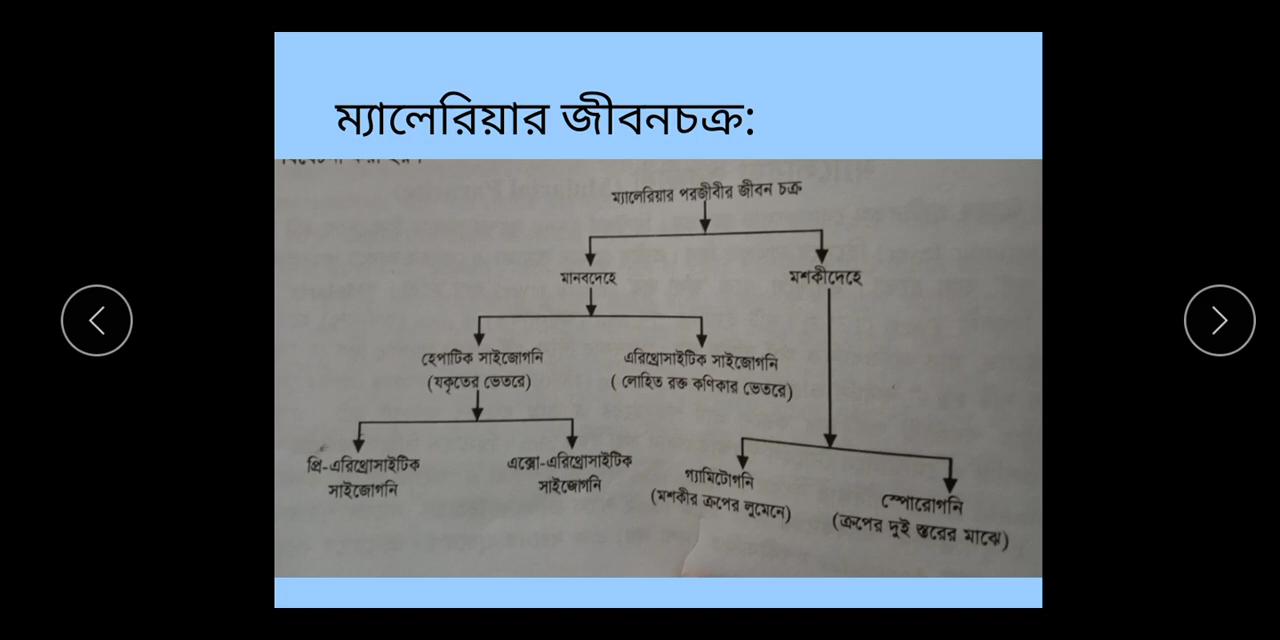 ম্যালেরিয়ার জীবনচক্র:
ম্যালেরিয়ার পরজীবীর জীবন চক্র
মানবদেহে
মশকীদেহে
হেপাটিক সাইজোগনি
(যকৃতের ভেতরে)
এরিথ্রোসাইটিক সাইজোগনি
( লোহিত রক্ত কণিকার ভেতরে)
প্রি-এরিথ্রোসাইটিক
সাইজোগনি
এক্সো-এরিথ্রোসাইটিক
সাইজোগনি
গ্যামিটোগনি
(মশকীর ক্রপের লুমেনে)
স্পোরোগনি
(ক্রপের দুই স্তরের মাঝে)